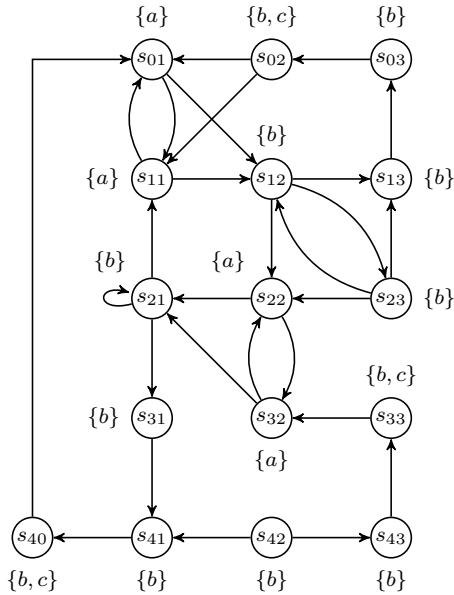 {a} {b, c} {b}
s01 s02 s03
{b}
{a} s11 s12 s13 {b}
{b} {a}
s21 s22 s23 {b}
{b, c}
{b} s31 s32 s33
{a}
s40 s41 s42 s43
{b, c} {b} {b} {b}